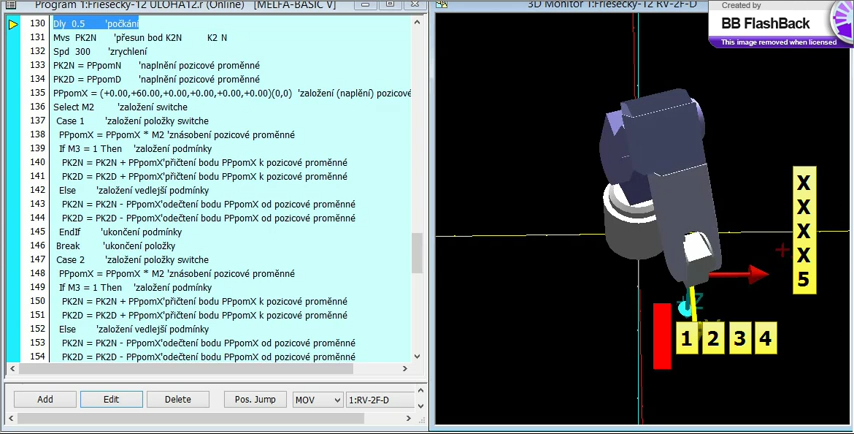 Program 1:Friesecky-12 ULOHA12.r (Online) [MELFA-BASIC V]
130 Dly 0.5 'počkání
131 Mvs PK2N 'přesun bod K2N K2 N
132 Spd 300 'zrychlení
133 PK2N = PPpomN 'naplnění pozicové proměnné
134 PK2D = PPpomD 'naplnění pozicové proměnné
135 PPpomX = (+0.00,+60.00,+0.00,+0.00,+0.00,+0.00)(0,0) 'založení (naplění) pozicové
136 Select M2 'založení switche
137 Case 1 'založení položky switche
138 PPpomX = PPpomX * M2 'znásobení pozicové proměnné
139 If M3 = 1 Then 'založení podmínky
140 PK2N = PK2N + PPpomX'přičtení bodu PPpomX k pozicové proměnné
141 PK2D = PK2D + PPpomX'přičtení bodu PPpomX k pozicové proměnné
142 Else 'založení vedlejší podmínky
143 PK2N = PK2N - PPpomX'odečtení bodu PPpomX od pozicové proměnné
144 PK2D = PK2D - PPpomX'odečtení bodu PPpomX od pozicové proměnné
145 EndIf 'ukončení podmínky
146 Break 'ukončení položky
147 Case 2 'založení položky switche
148 PPpomX = PPpomX * M2 'znásobení pozicové proměnné
149 If M3 = 1 Then 'založení podmínky
150 PK2N = PK2N + PPpomX'přičtení bodu PPpomX k pozicové proměnné
151 PK2D = PK2D + PPpomX'přičtení bodu PPpomX k pozicové proměnné
152 Else 'založení vedlejší podmínky
153 PK2N = PK2N - PPpomX'odečtení bodu PPpomX od pozicové proměnné
154 PK2D = PK2D - PPpomX'odečtení bodu PPpomX od pozicové proměnné
Add Edit Delete Pos. Jump MOV 1:RV-2F-D
3D Monitor 1:Friesecky-12 RV-2F-D
Created by
BB FlashBack
This image removed when licensed
X
X
X
X
5
+
+Z
1 2 3 4